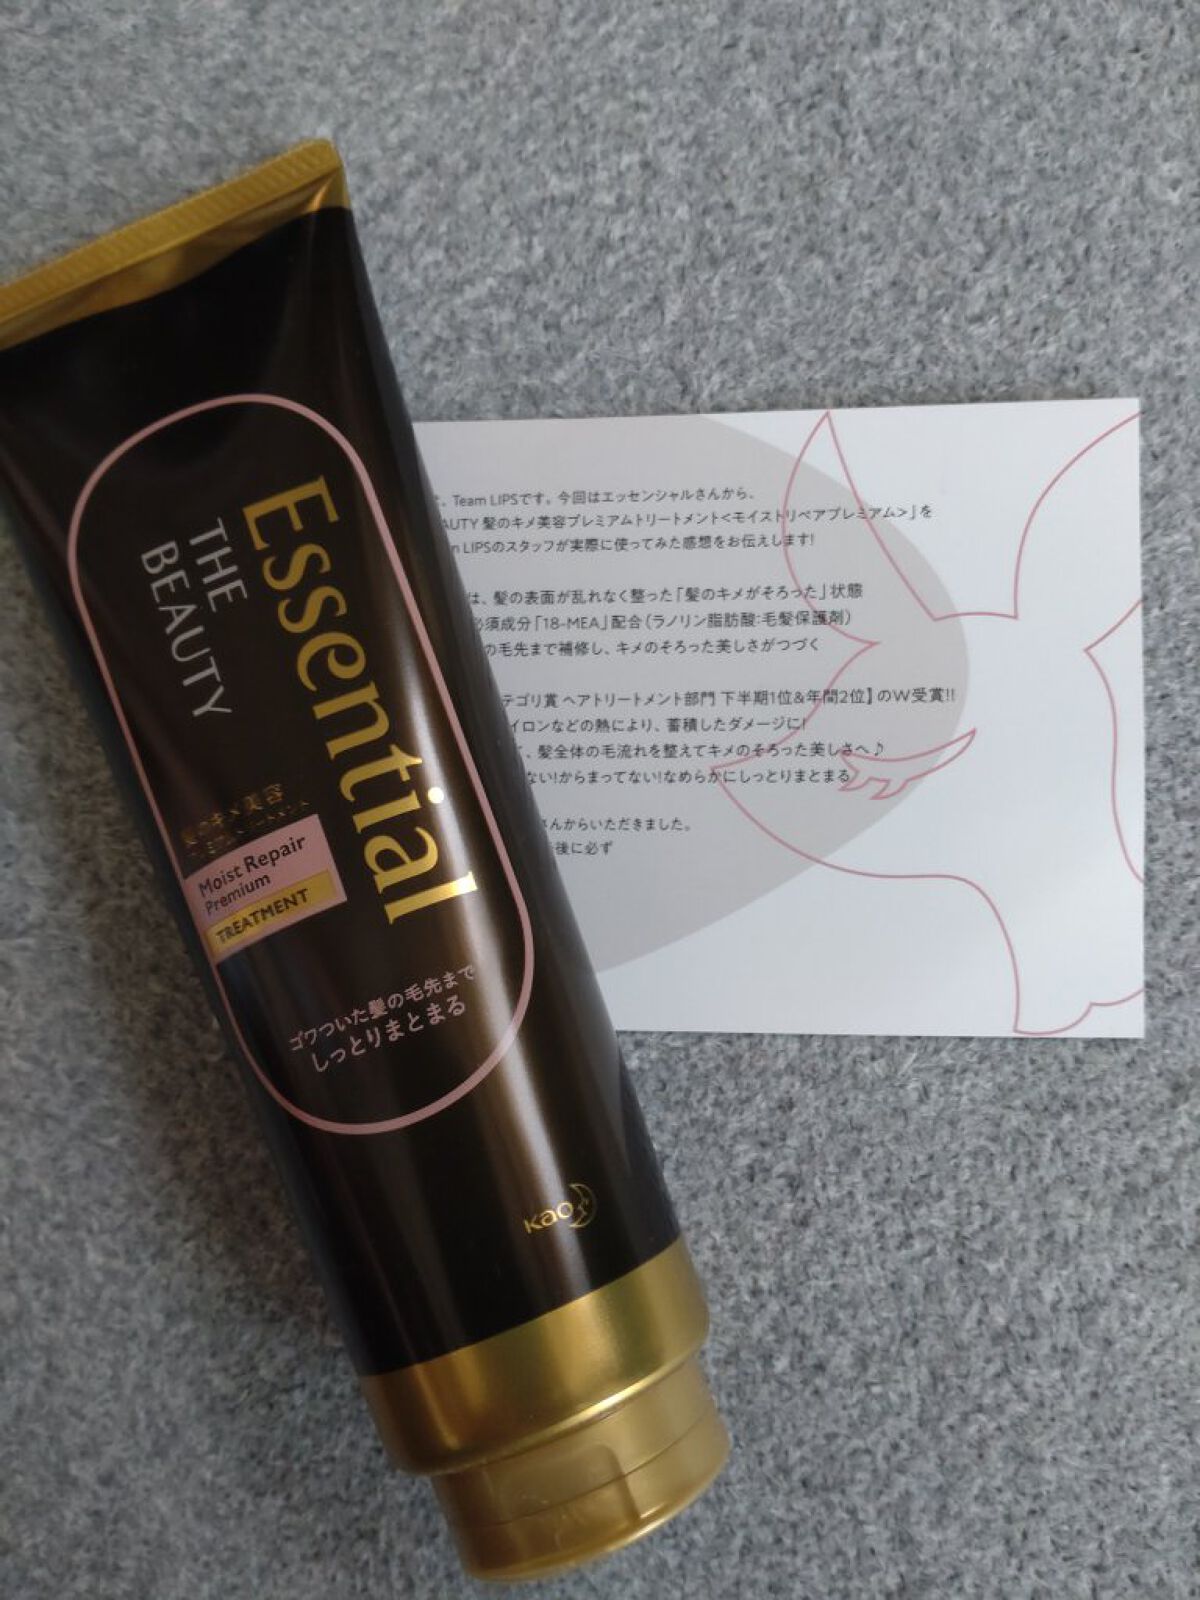 Essential
THE
BEAUTY
髪のキメ美容
プレミアムトリートメント
Moist Repair
Premium
TREATMENT
ゴワついた髪の毛先まで
しっとりまとまる
Kao
、Team LIPSです。今回はエッセンシャルさんから、
AUTY 髪のキメ美容プレミアムトリートメント<モイストリペアプレミアム>」を
LIPSのスタッフが実際に使ってみた感想をお伝えします!
は、髪の表面が乱れなく整った「髪のキメがそろった」状態
必須成分「18-MEA」配合(ラノリン脂肪酸:毛髪保護剤)
の毛先まで補修し、キメのそろった美しさがつづく
テゴリ賞 ヘアトリートメント部門 下半期1位&年間2位】のW受賞!!
イロンなどの熱により、蓄積したダメージに!
、髪全体の毛流れを整えてキメのそろった美しさへ♪
ない!からまってない!なめらかにしっとりまとまる
さんからいただきました。
後に必ず